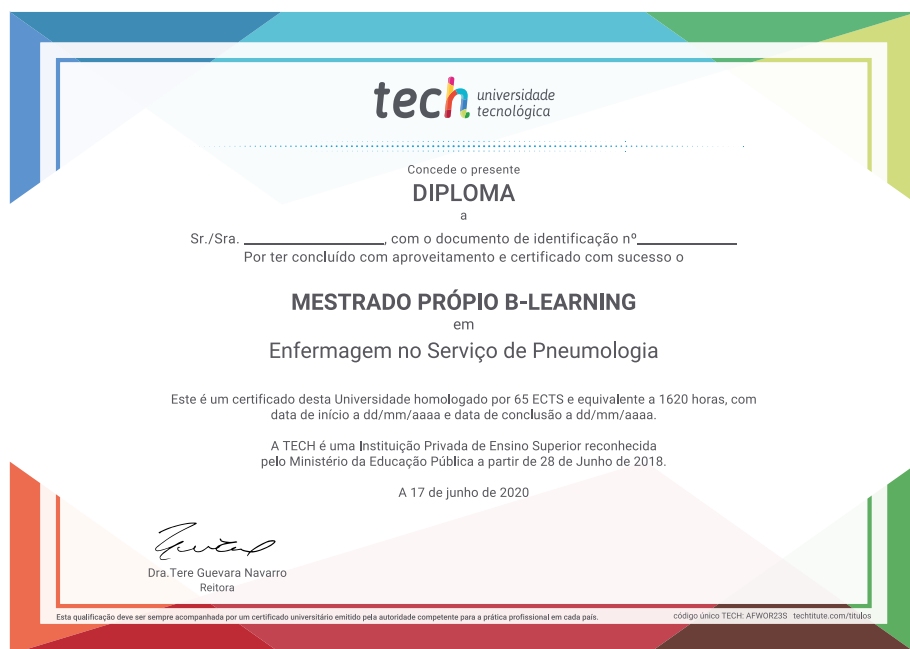 tech universidade
tecnológica
Concede o presente
DIPLOMA
a
Sr./Sra. __________________, com o documento de identificação nº_____________
Por ter concluído com aproveitamento e certificado com sucesso o
MESTRADO PRÓPIO B-LEARNING
em
Enfermagem no Serviço de Pneumologia
Este é um certificado desta Universidade homologado por 65 ECTS e equivalente a 1620 horas, com
data de início a dd/mm/aaaa e data de conclusão a dd/mm/aaaa.
A TECH é uma Instituição Privada de Ensino Superior reconhecida
pelo Ministério da Educação Pública a partir de 28 de Junho de 2018.
A 17 de junho de 2020
Dra.Tere Guevara Navarro
Reitora
Esta qualificação deve ser sempre acompanhada por um certificado universitário emitido pela autoridade competente para a prática profissional em cada país.
código único TECH: AFWOR23S techtitute.com/titulos